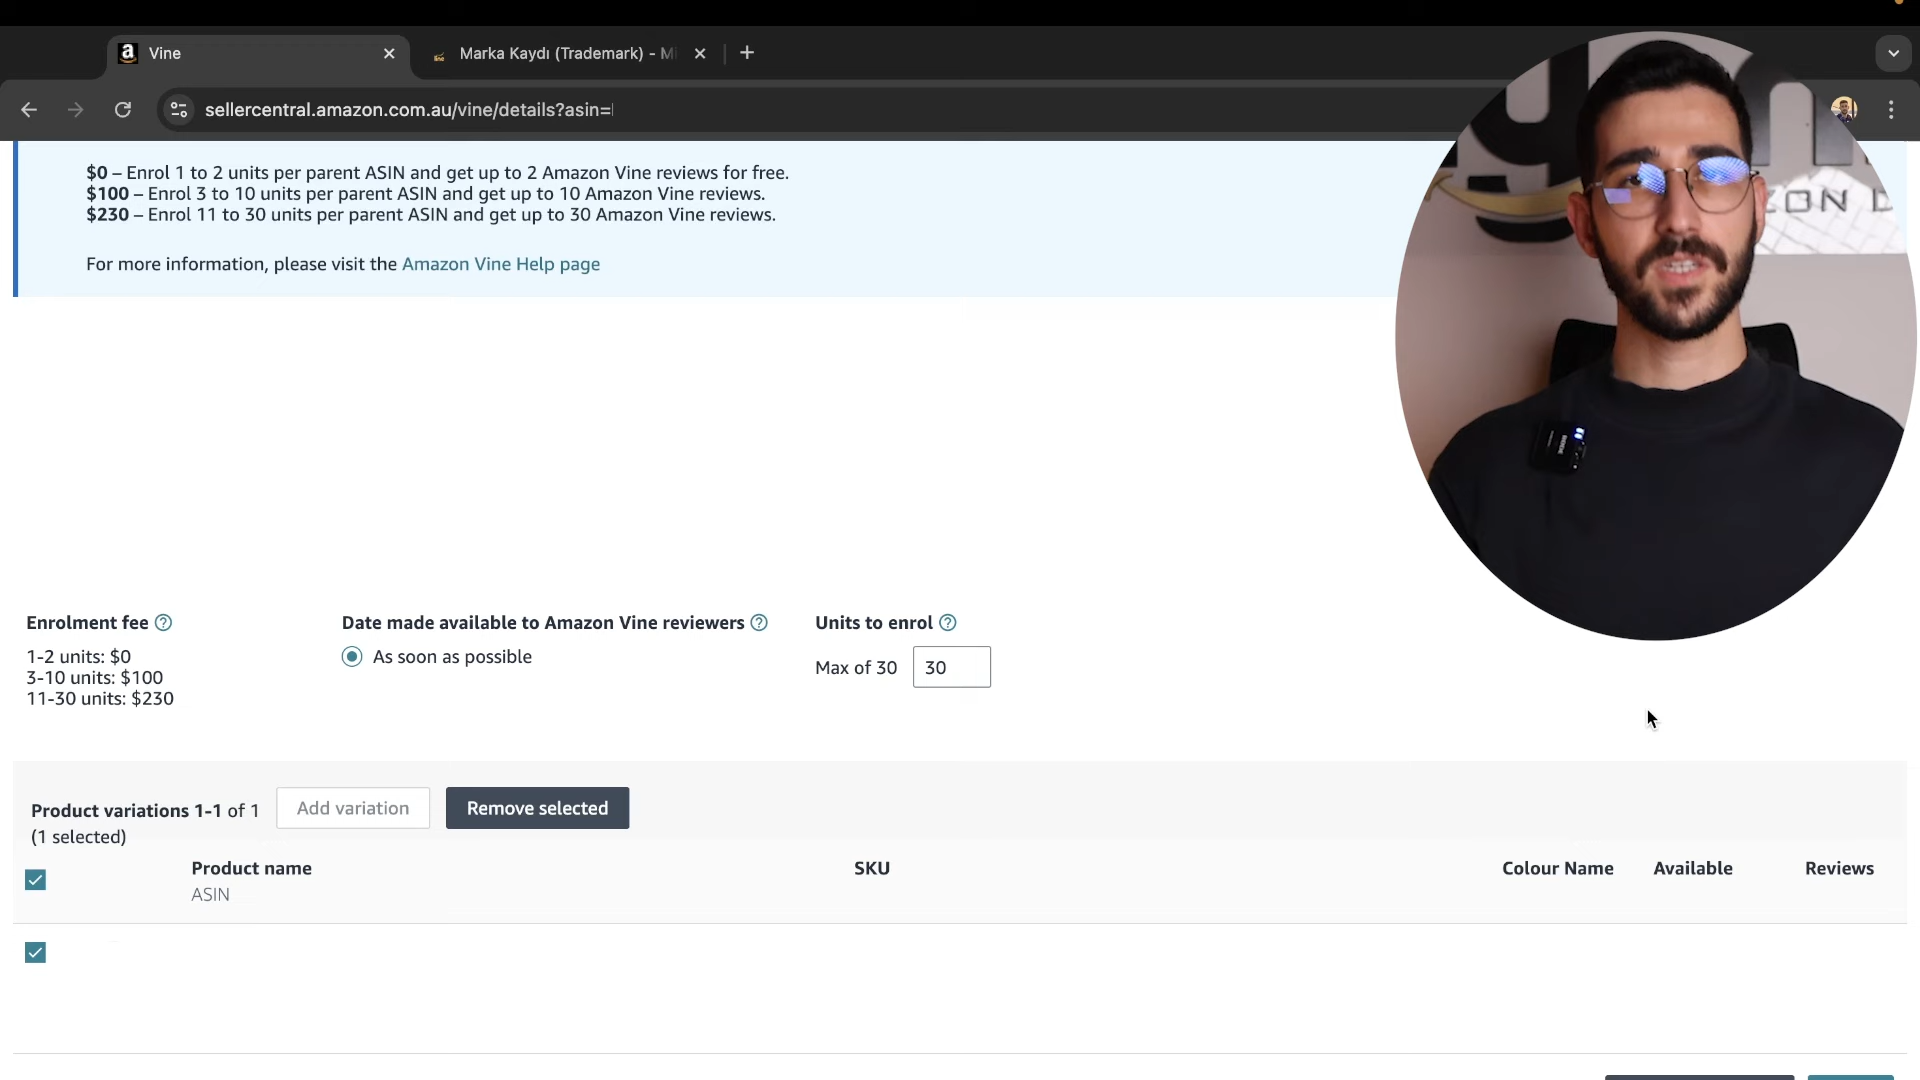 Vine
Marka Kaydı (Trademark) - M
sellercentral.amazon.com.au/vine/details?asin=
$0 – Enrol 1 to 2 units per parent ASIN and get up to 2 Amazon Vine reviews for free.
$100 – Enrol 3 to 10 units per parent ASIN and get up to 10 Amazon Vine reviews.
$230 – Enrol 11 to 30 units per parent ASIN and get up to 30 Amazon Vine reviews.
For more information, please visit the Amazon Vine Help page
Enrolment fee
1-2 units: $0
3-10 units: $100
11-30 units: $230
Date made available to Amazon Vine reviewers
As soon as possible
Units to enrol
Max of 30 30
Product variations 1-1 of 1
(1 selected)
Add variation
Remove selected
Product name
ASIN
SKU
Colour Name
Available
Reviews